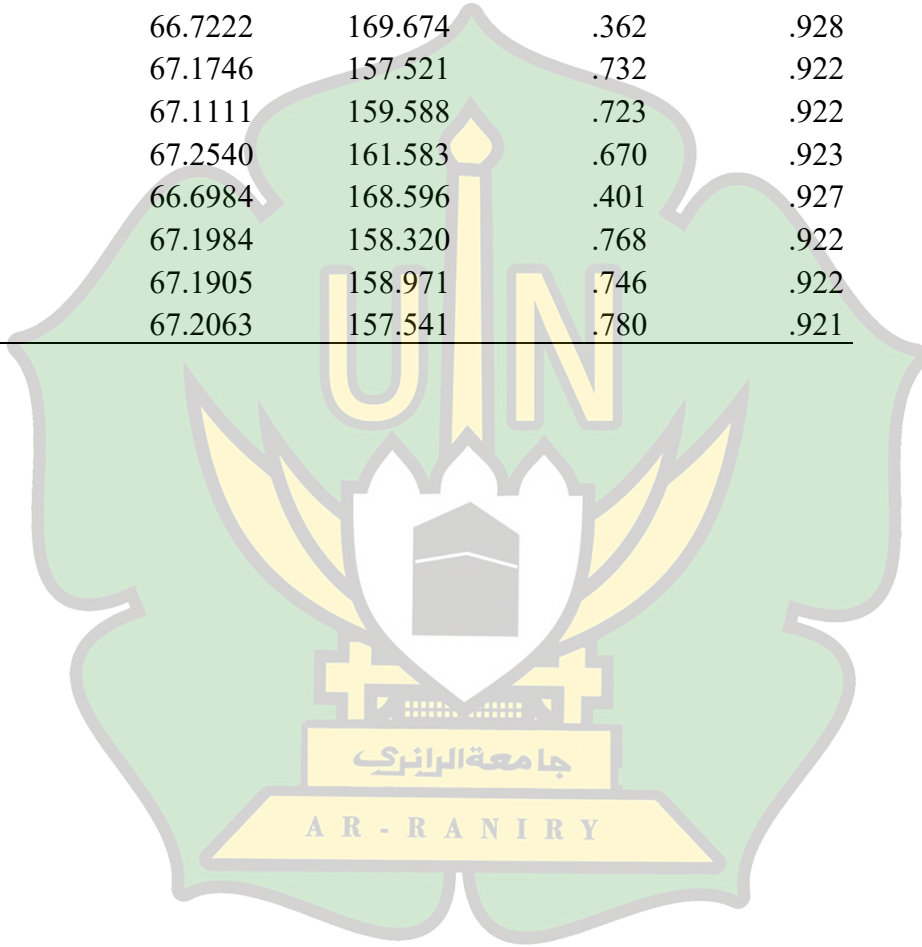 66.7222 169.674 .362 .928
67.1746 157.521 .732 .922
67.1111 159.588 .723 .922
67.2540 161.583 .670 .923
66.6984 168.596 .401 .927
67.1984 158.320 .768 .922
67.1905 158.971 .746 .922
67.2063 157.541 .780 .921
UIN
جامعةالرانري
AR-RANIRY